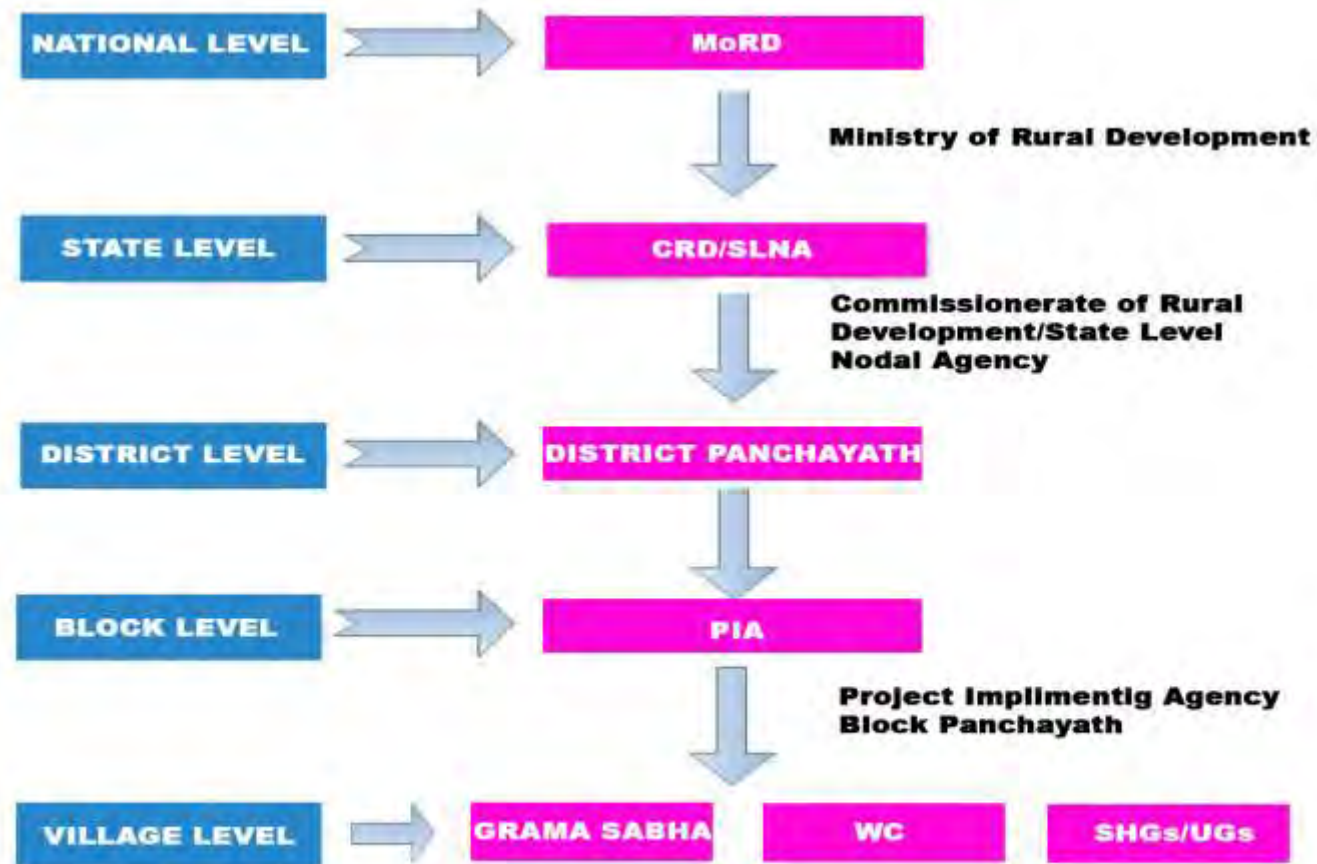 NATIONAL LEVEL
MoRD
Ministry of Rural Development
STATE LEVEL
CRD/SLNA
Commissionerate of Rural
Development/State Level
Nodal Agency
DISTRICT LEVEL
DISTRICT PANCHAYATH
BLOCK LEVEL
PIA
Project Implimentig Agency
Block Panchayath
VILLAGE LEVEL
GRAMA SABHA
WC
SHGs/UGs